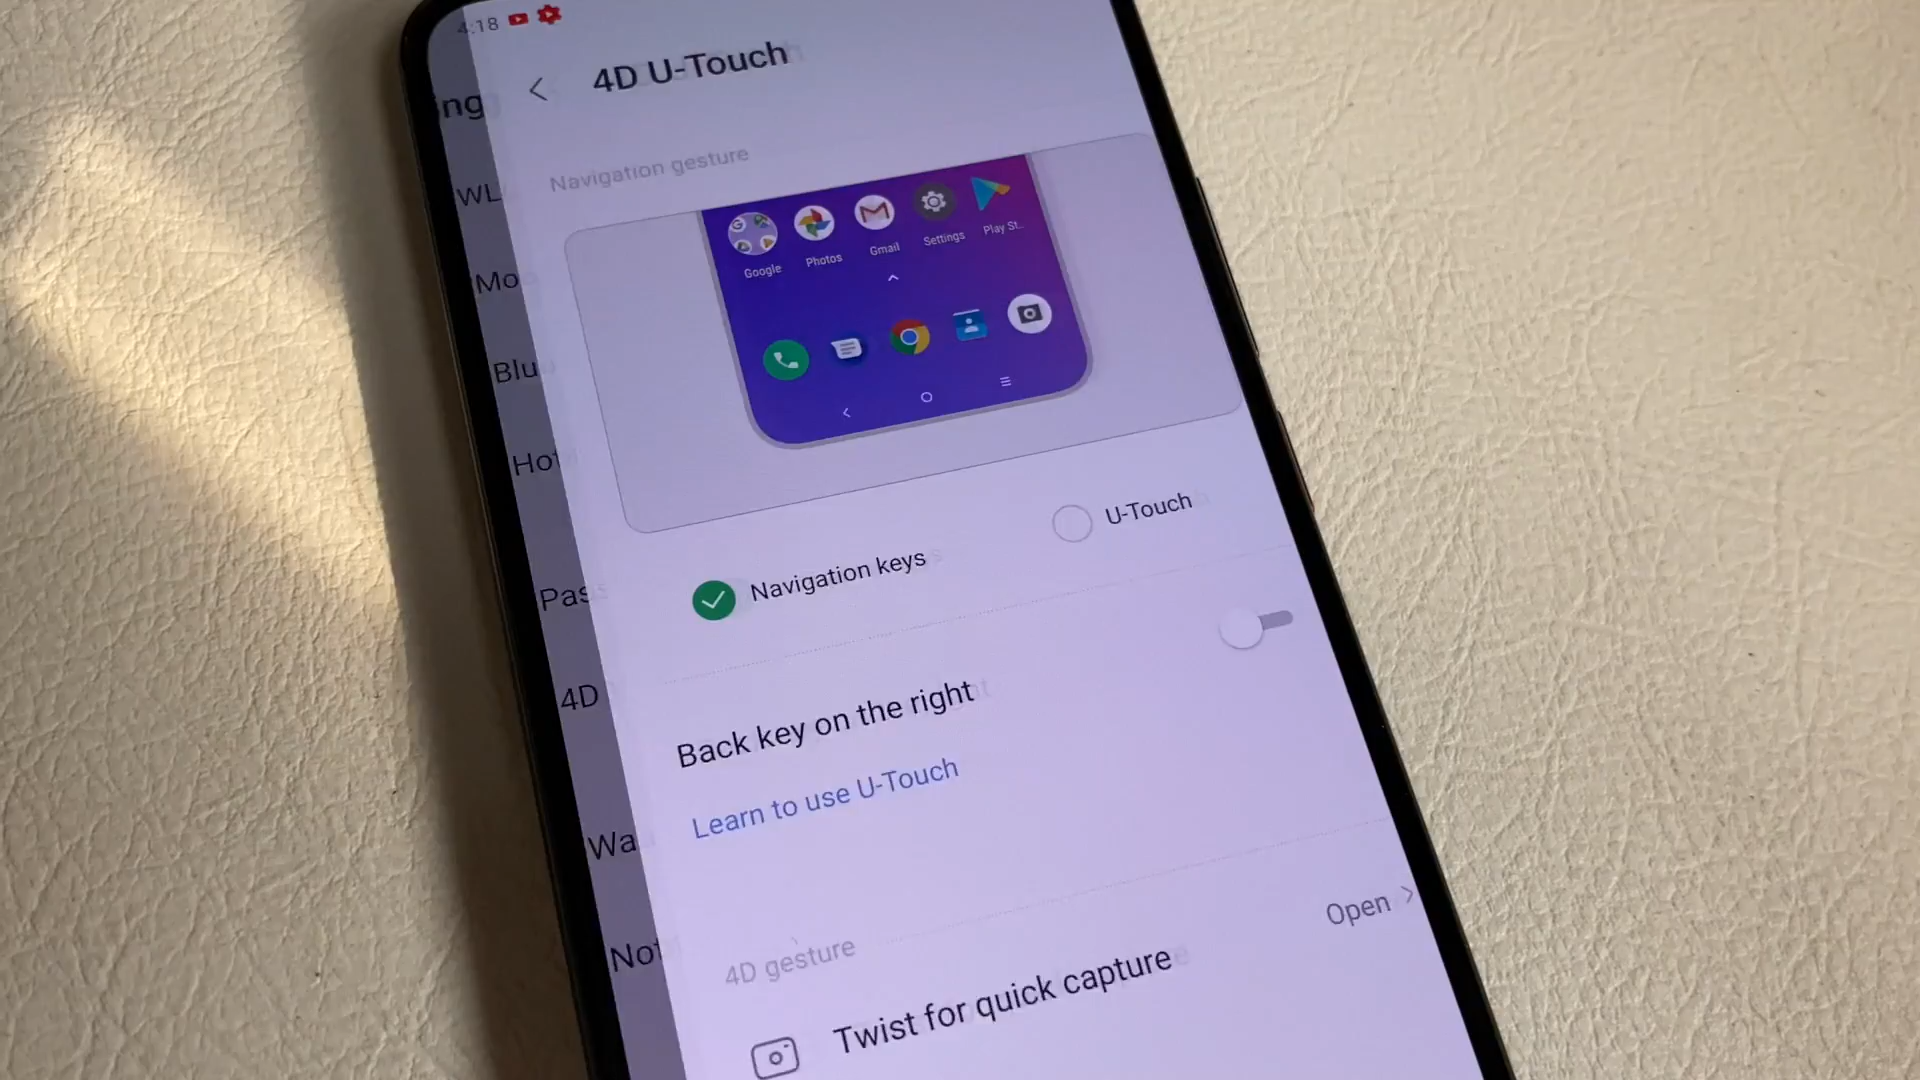 4:18
4D U-Touch
ng
WL
Navigation gesture
Mo
Google
Photos
Gmail
Settings
Play St...
Blu
Hot
U-Touch
Navigation keys
Pas
4D
Back key on the right
Learn to use U-Touch
Wa
Open
4D gesture
Not
Twist for quick capture